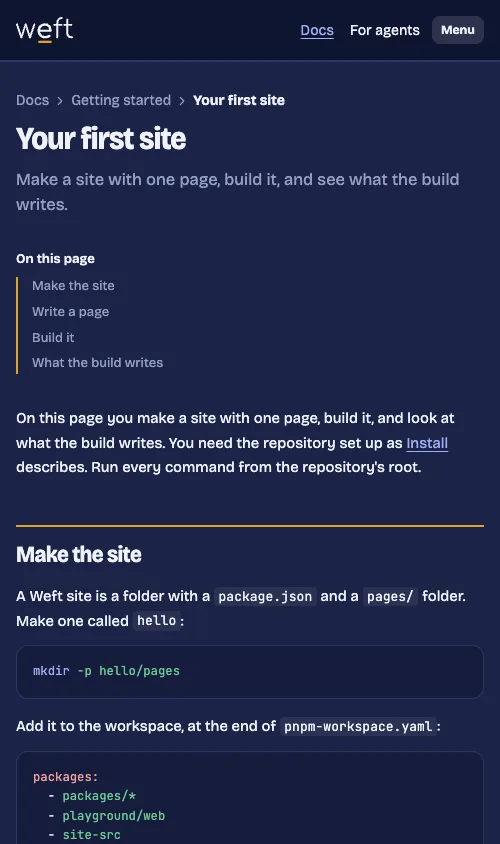 weft
Docs For agents Menu
Docs > Getting started > Your first site
Your first site
Make a site with one page, build it, and see what the build
writes.
On this page
Make the site
Write a page
Build it
What the build writes
On this page you make a site with one page, build it, and look at
what the build writes. You need the repository set up as Install
describes. Run every command from the repository's root.
Make the site
A Weft site is a folder with a package.json and a pages/ folder.
Make one called hello:
mkdir -p hello/pages
Add it to the workspace, at the end of pnpm-workspace.yaml:
packages:
  - packages/*
  - playground/web
  - site-src